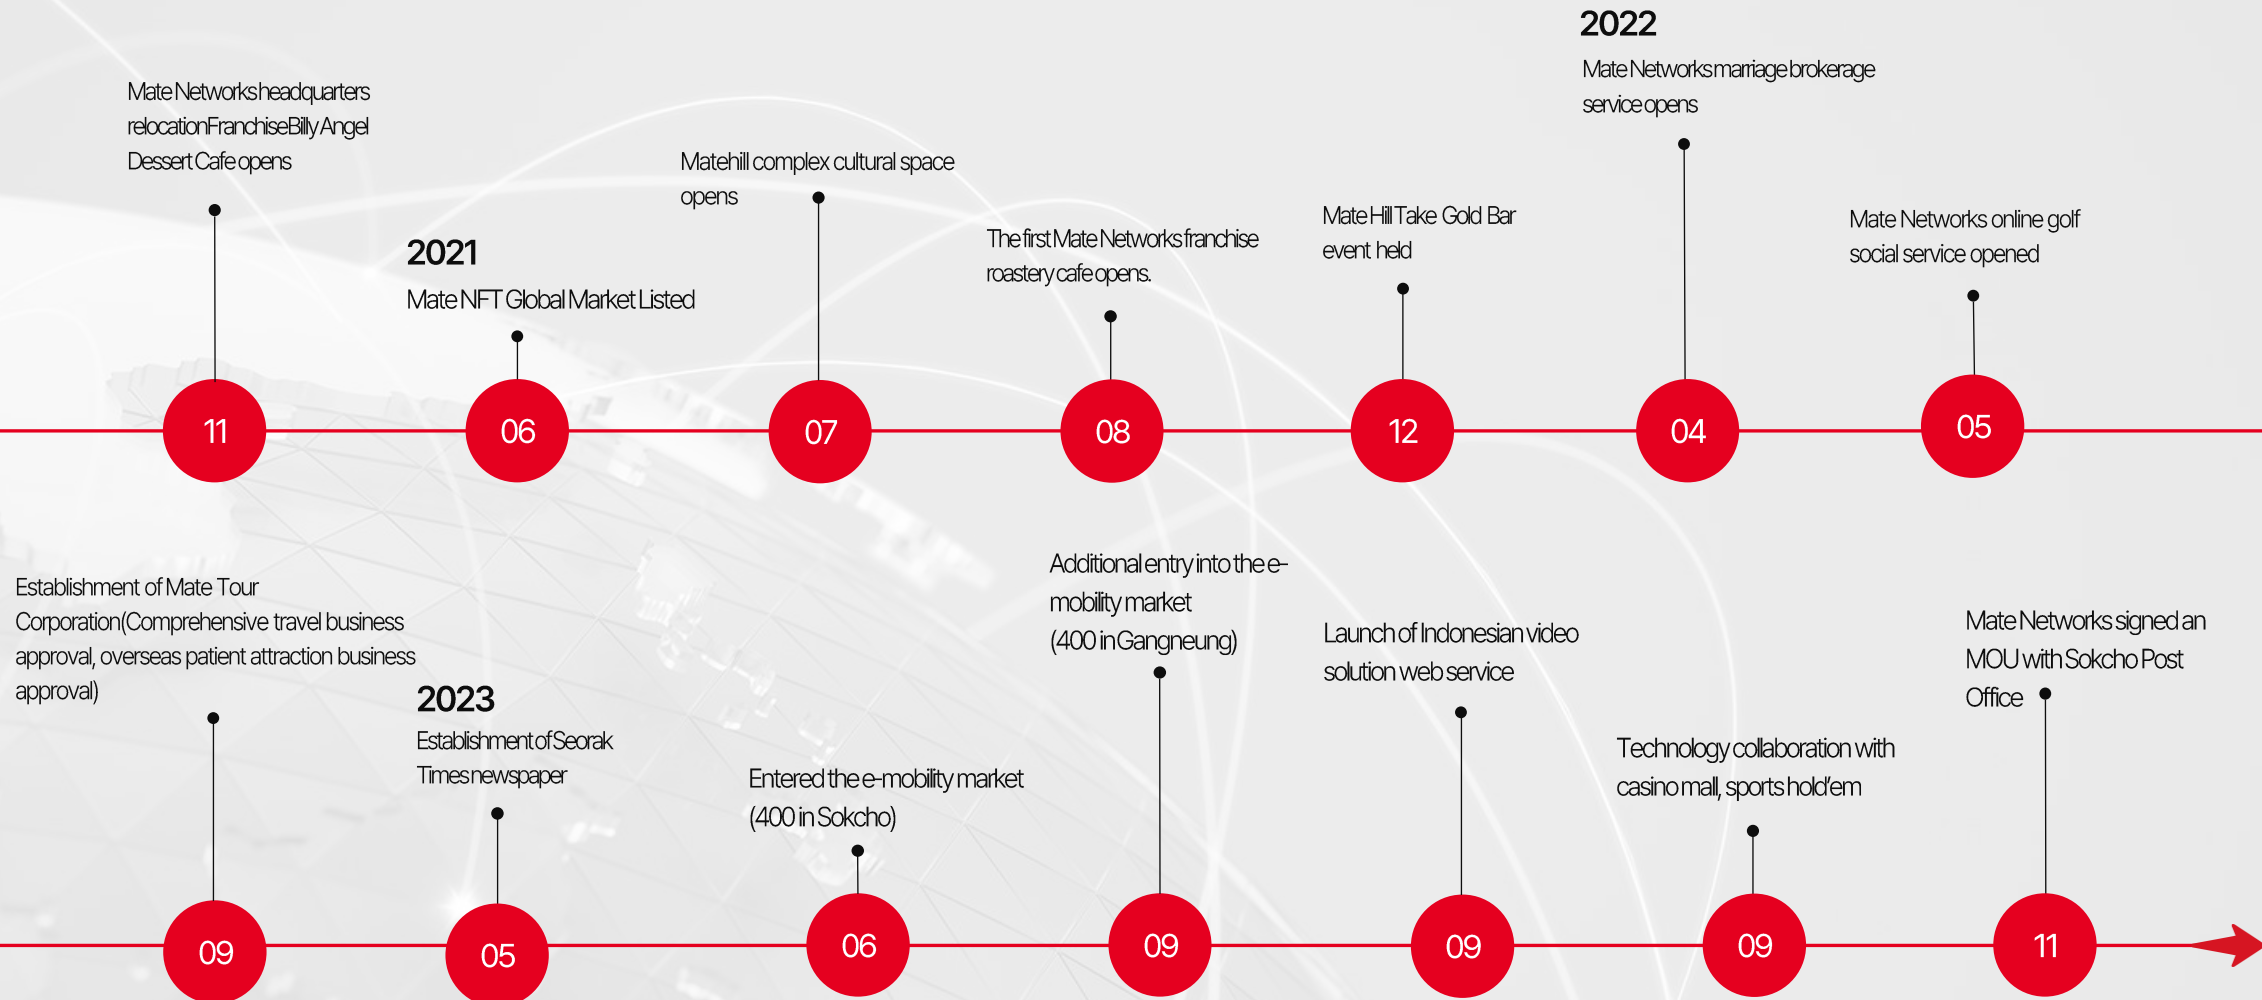 Mate Networks headquarters
relocationFranchiseBilly Angel
Dessert Cafe opens
11
2021
Mate NFT Global Market Listed
06
Matehill complex cultural space
opens
07
The first Mate Networks franchise
roastery cafe opens.
08
Mate Hill Take Gold Bar
event held
12
2022
Mate Networks marriage brokerage
service opens
04
Mate Networks online golf
social service opened
05
Establishment of Mate Tour
Corporation(Comprehensive travel business
approval, overseas patient attraction business
approval)
09
2023
Establishment of Seorak
Times newspaper
05
Entered the e-mobility market
(400 in Sokcho)
06
Additional entry into the e-
mobility market
(400 in Gangneung)
09
Launch of Indonesian video
solution web service
09
Technology collaboration with
casino mall, sports hold’em
09
Mate Networks signed an
MOU with Sokcho Post
Office
11